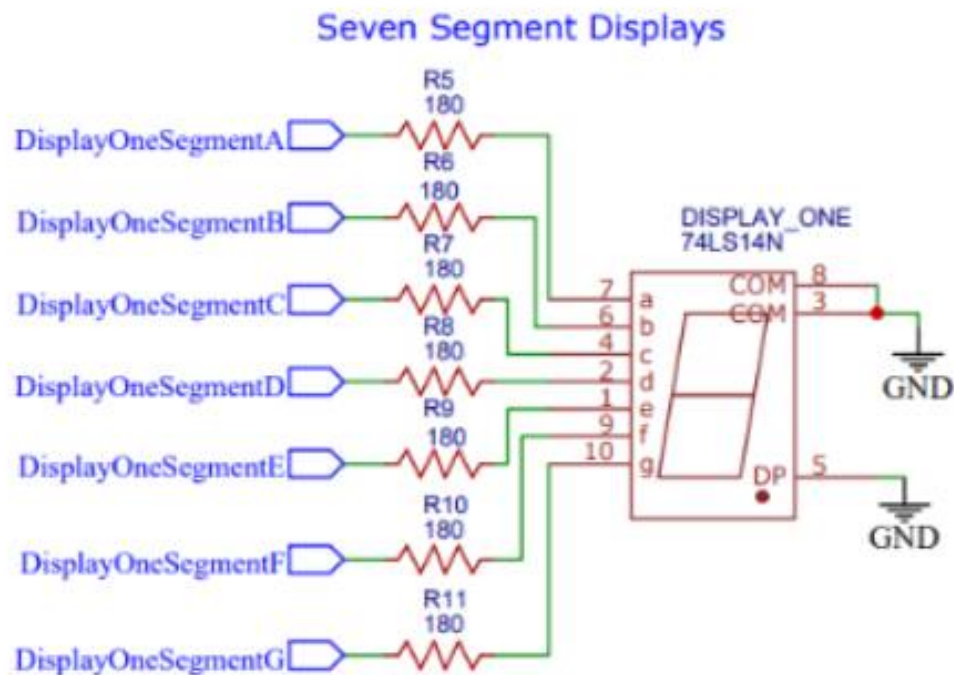 Seven Segment Displays
R5
180
DisplayOneSegmentA
R6
180
DisplayOneSegmentB
R7
180
DisplayOneSegmentC
R8
180
DisplayOneSegmentD
R9
180
DisplayOneSegmentE
R10
180
DisplayOneSegmentF
R11
180
DisplayOneSegmentG
DISPLAY_ONE
74LS14N
7 a
6 b
4 c
2 d
1 e
9 f
10 g
COM 8
COM 3
DP 5
GND
GND